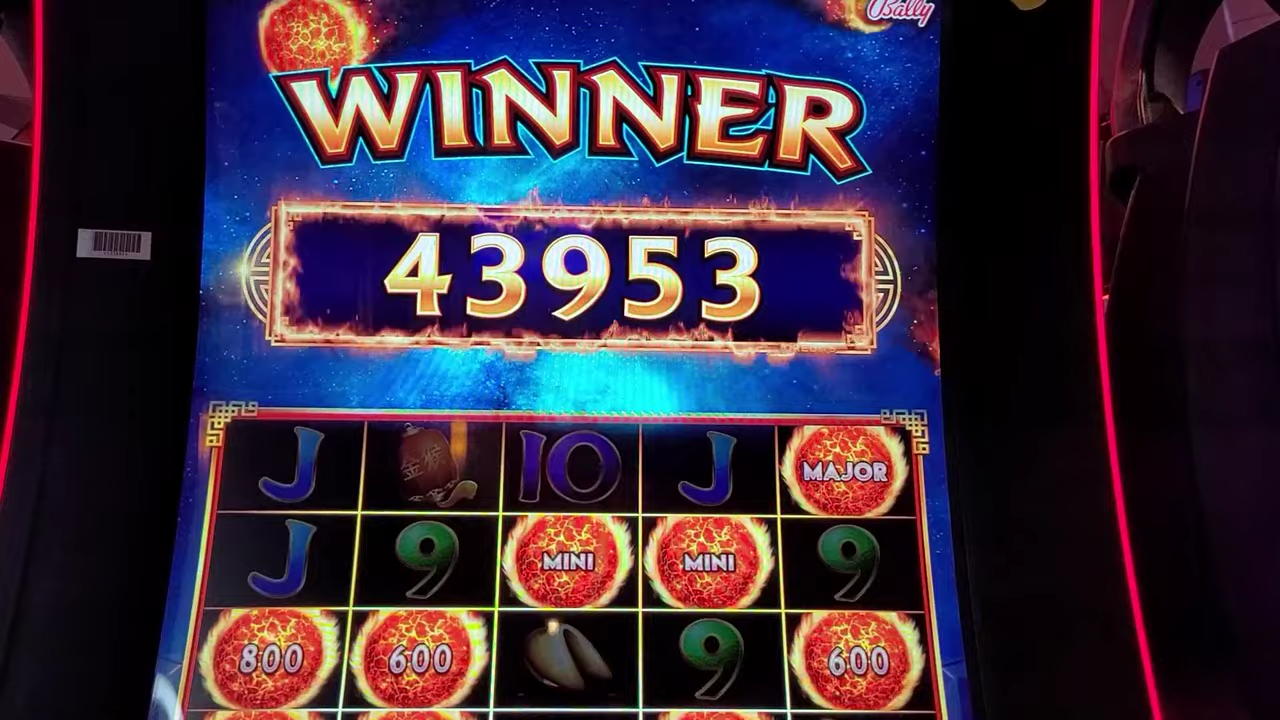 Bally
WINNER
43953
J 10 J MAJOR
J 9 MINI MINI 9
800 600 9 600